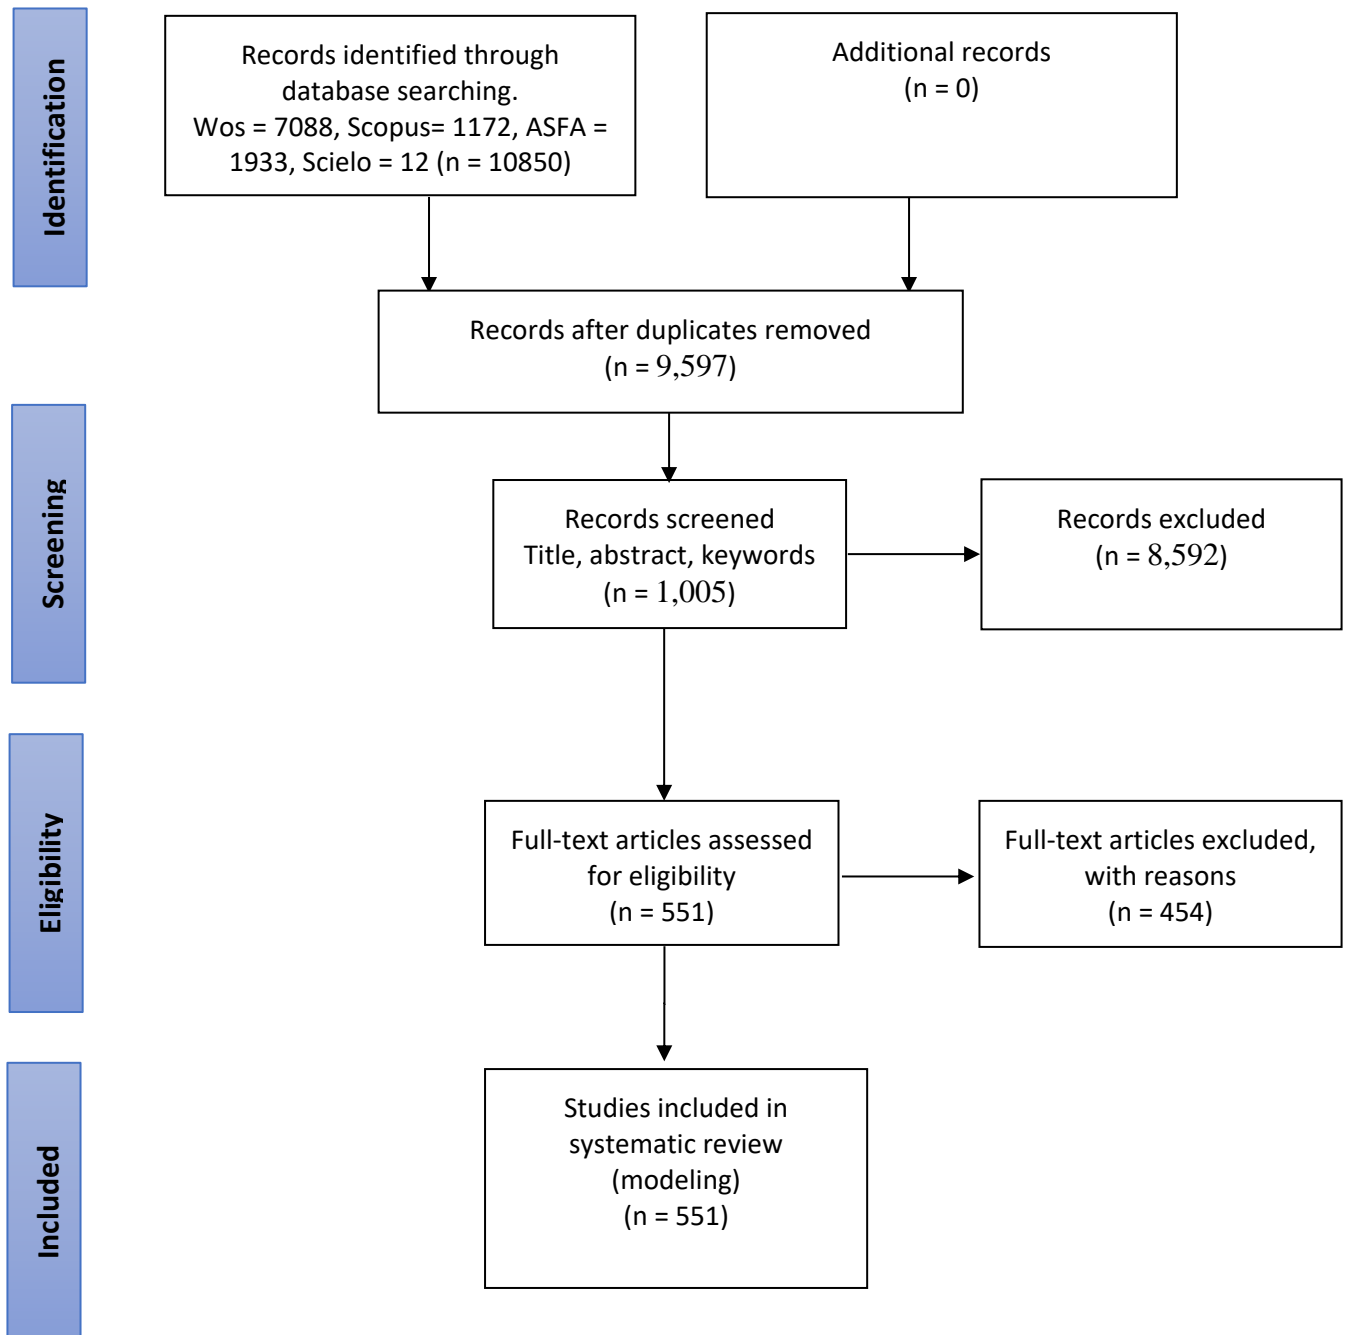 Identification
Records identified through
database searching.
Wos = 7088, Scopus= 1172, ASFA =
1933, Scielo = 12 (n = 10850)
Additional records
(n = 0)
Records after duplicates removed
(n = 9,597)
Screening
Records screened
Title, abstract, keywords
(n = 1,005)
Records excluded
(n = 8,592)
Eligibility
Full-text articles assessed
for eligibility
(n = 551)
Full-text articles excluded,
with reasons
(n = 454)
Included
Studies included in
systematic review
(modeling)
(n = 551)